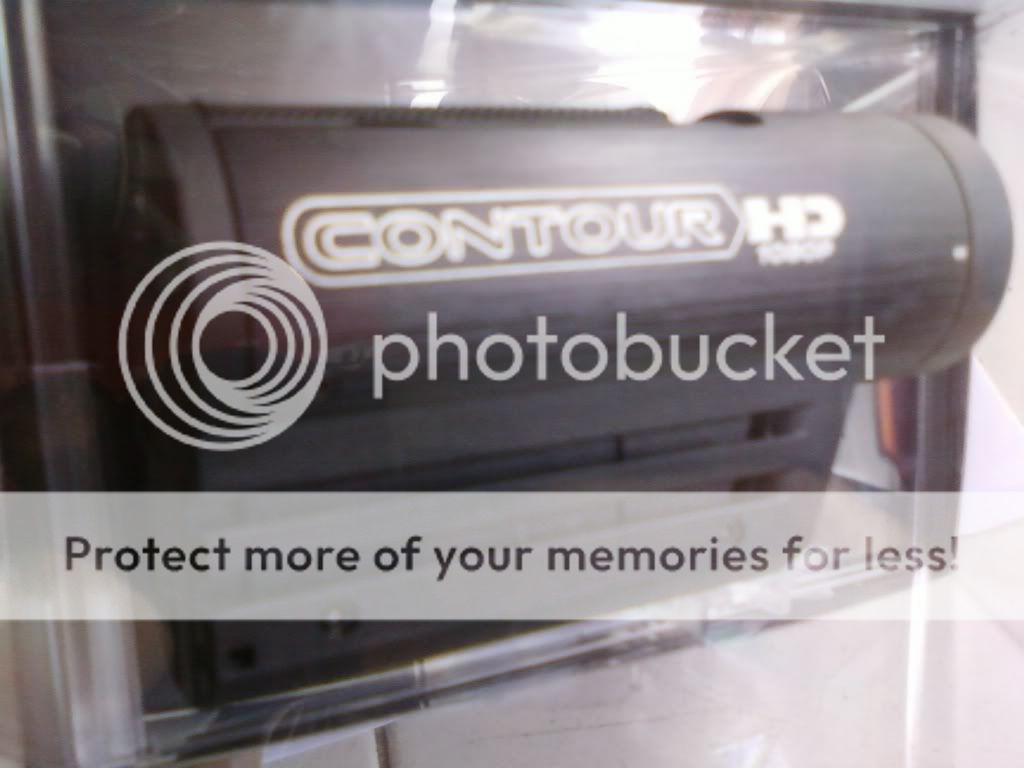 CONTOUR HD
1080P
photobucket
Protect more of your memories for less!